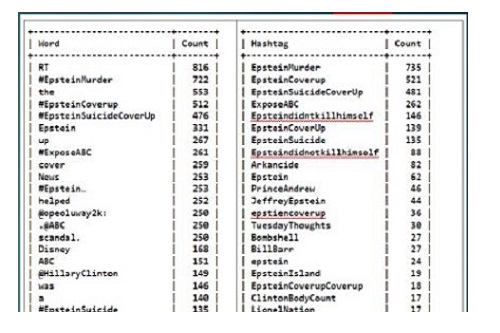 Word | Count | Hashtag | Count
RT | 816 | EpsteinMurder | 735
#EpsteinMurder | 722 | EpsteinCoverup | 521
the | 553 | EpsteinSuicideCoverUp | 481
#EpsteinCoverup | 512 | ExposeABC | 262
#EpsteinSuicideCoverUp | 476 | Epsteindidntkillhimself | 146
Epstein | 331 | EpsteinCoverUp | 139
up | 267 | EpsteinSuicide | 135
#ExposeABC | 261 | Epsteindidnotkillhimself | 88
cover | 259 | Arkancide | 82
News | 253 | Epstein | 62
#Epstein… | 253 | PrinceAndrew | 46
helped | 252 | JeffreyEpstein | 44
@opeoluway2k: | 250 | epstiencoverup | 36
.@ABC | 250 | TuesdayThoughts | 30
scandal. | 250 | Bombshell | 27
Disney | 168 | BillBarr | 27
ABC | 151 | epstein | 24
@HillaryClinton | 149 | EpsteinIsland | 19
was | 146 | EpsteinCoverupCoverup | 18
a | 140 | ClintonBodyCount | 17
#EpsteinSuicide | 135 | LionelNation | 17